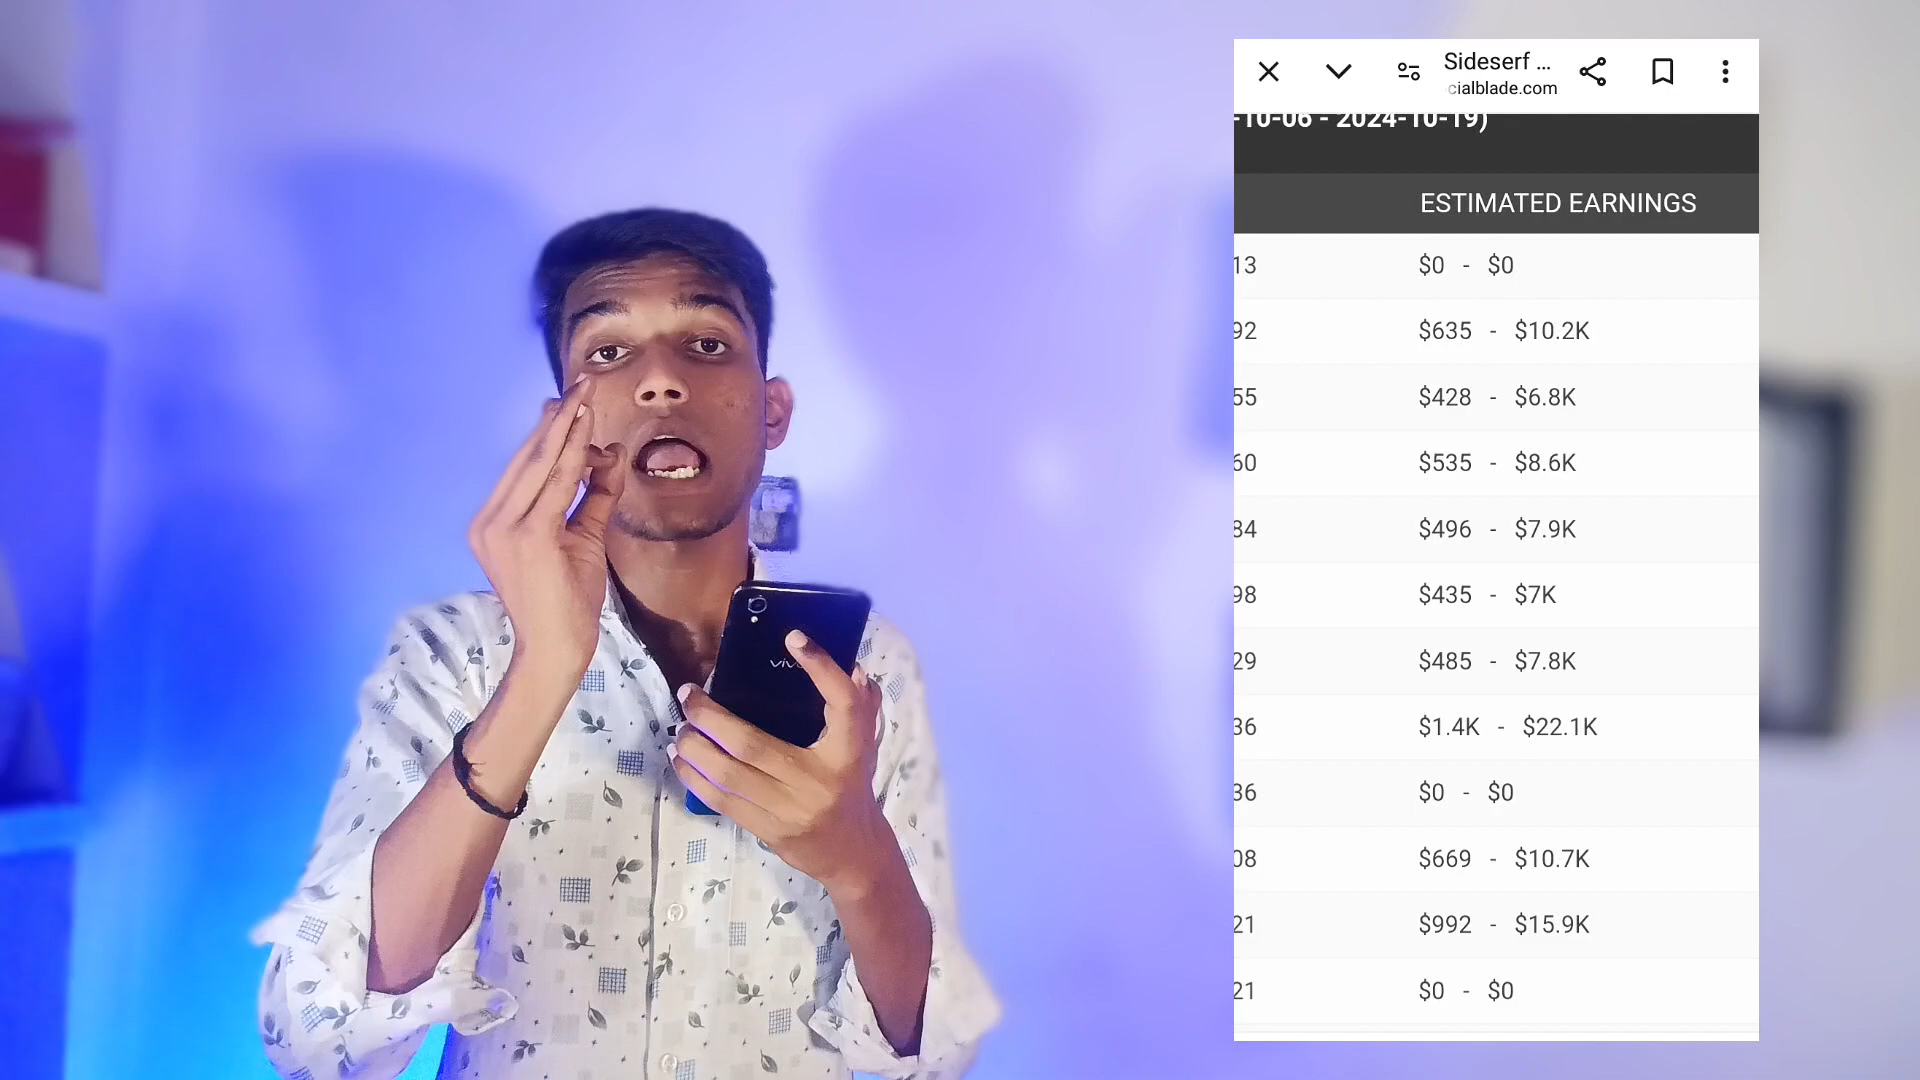 Sideserf ...
cialblade.com
-10-06 - 2024-10-19)
ESTIMATED EARNINGS
13 $0 - $0
92 $635 - $10.2K
55 $428 - $6.8K
60 $535 - $8.6K
84 $496 - $7.9K
98 $435 - $7K
29 $485 - $7.8K
36 $1.4K - $22.1K
36 $0 - $0
08 $669 - $10.7K
21 $992 - $15.9K
21 $0 - $0